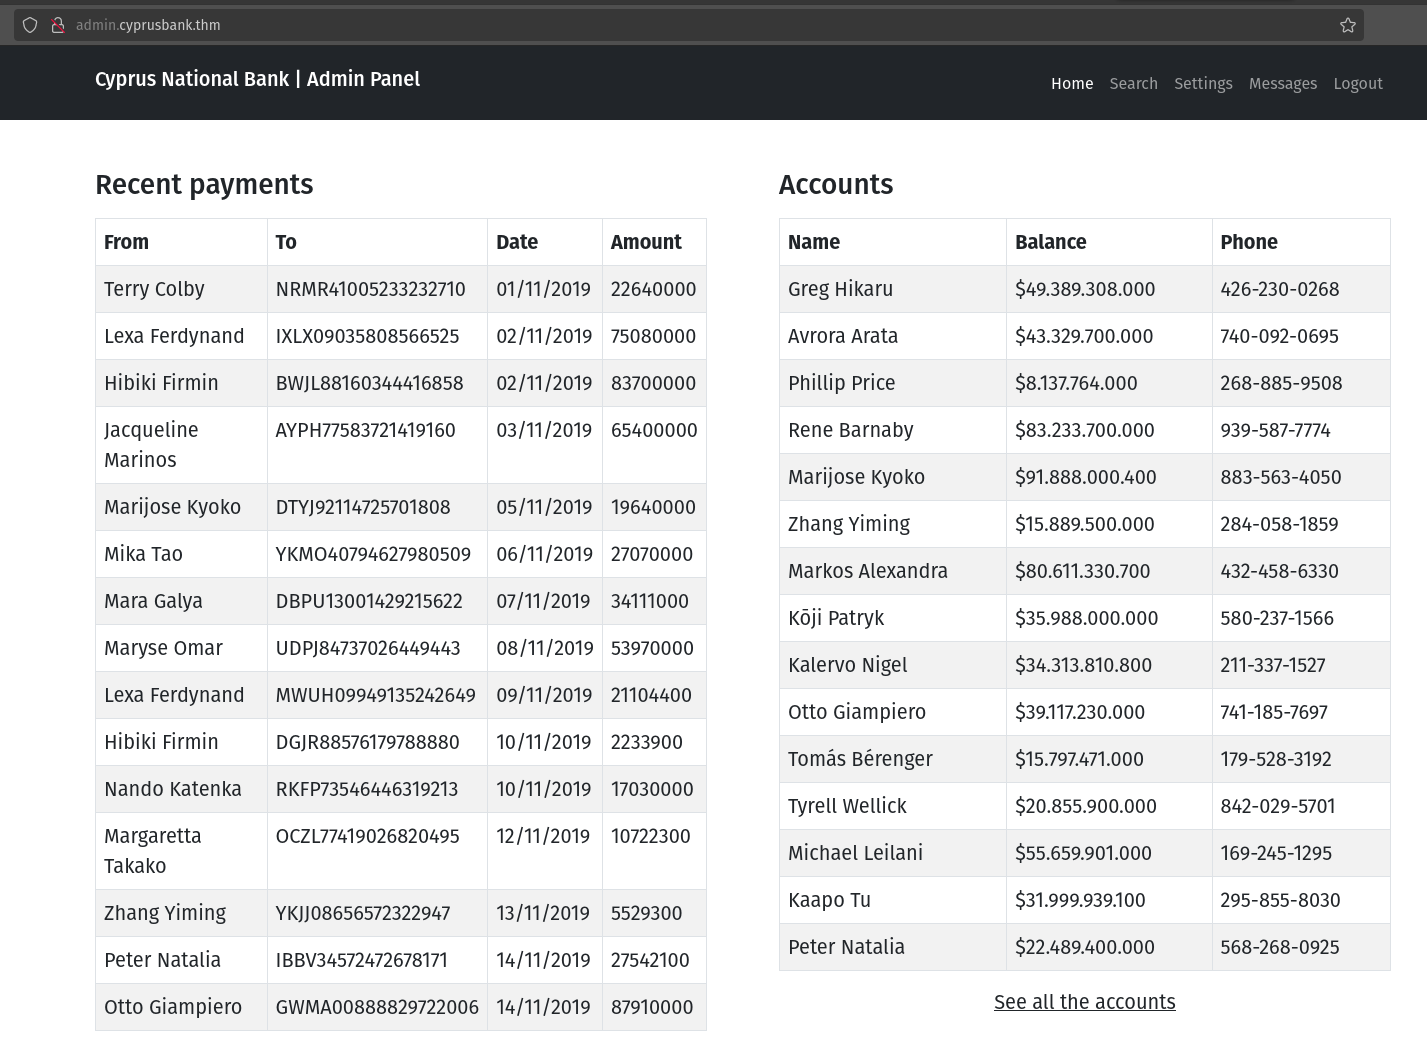 admin.cyprusbank.thm
Cyprus National Bank | Admin Panel
Home Search Settings Messages Logout
Recent payments
From To Date Amount
Terry Colby NRMR41005233232710 01/11/2019 22640000
Lexa Ferdynand IXLX09035808566525 02/11/2019 75080000
Hibiki Firmin BWJL88160344416858 02/11/2019 83700000
Jacqueline AYPH77583721419160 03/11/2019 65400000
Marinos
Marijose Kyoko DTYJ92114725701808 05/11/2019 19640000
Mika Tao YKMO40794627980509 06/11/2019 27070000
Mara Galya DBPU13001429215622 07/11/2019 34111000
Maryse Omar UDPJ84737026449443 08/11/2019 53970000
Lexa Ferdynand MWUH09949135242649 09/11/2019 21104400
Hibiki Firmin DGJR88576179788880 10/11/2019 2233900
Nando Katenka RKFP73546446319213 10/11/2019 17030000
Margaretta OCZL77419026820495 12/11/2019 10722300
Takako
Zhang Yiming YKJJ08656572322947 13/11/2019 5529300
Peter Natalia IBBV34572472678171 14/11/2019 27542100
Otto Giampiero GWMA00888829722006 14/11/2019 87910000
Accounts
Name Balance Phone
Greg Hikaru $49.389.308.000 426-230-0268
Avrora Arata $43.329.700.000 740-092-0695
Phillip Price $8.137.764.000 268-885-9508
Rene Barnaby $83.233.700.000 939-587-7774
Marijose Kyoko $91.888.000.400 883-563-4050
Zhang Yiming $15.889.500.000 284-058-1859
Markos Alexandra $80.611.330.700 432-458-6330
Kōji Patryk $35.988.000.000 580-237-1566
Kalervo Nigel $34.313.810.800 211-337-1527
Otto Giampiero $39.117.230.000 741-185-7697
Tomás Bérenger $15.797.471.000 179-528-3192
Tyrell Wellick $20.855.900.000 842-029-5701
Michael Leilani $55.659.901.000 169-245-1295
Kaapo Tu $31.999.939.100 295-855-8030
Peter Natalia $22.489.400.000 568-268-0925
See all the accounts